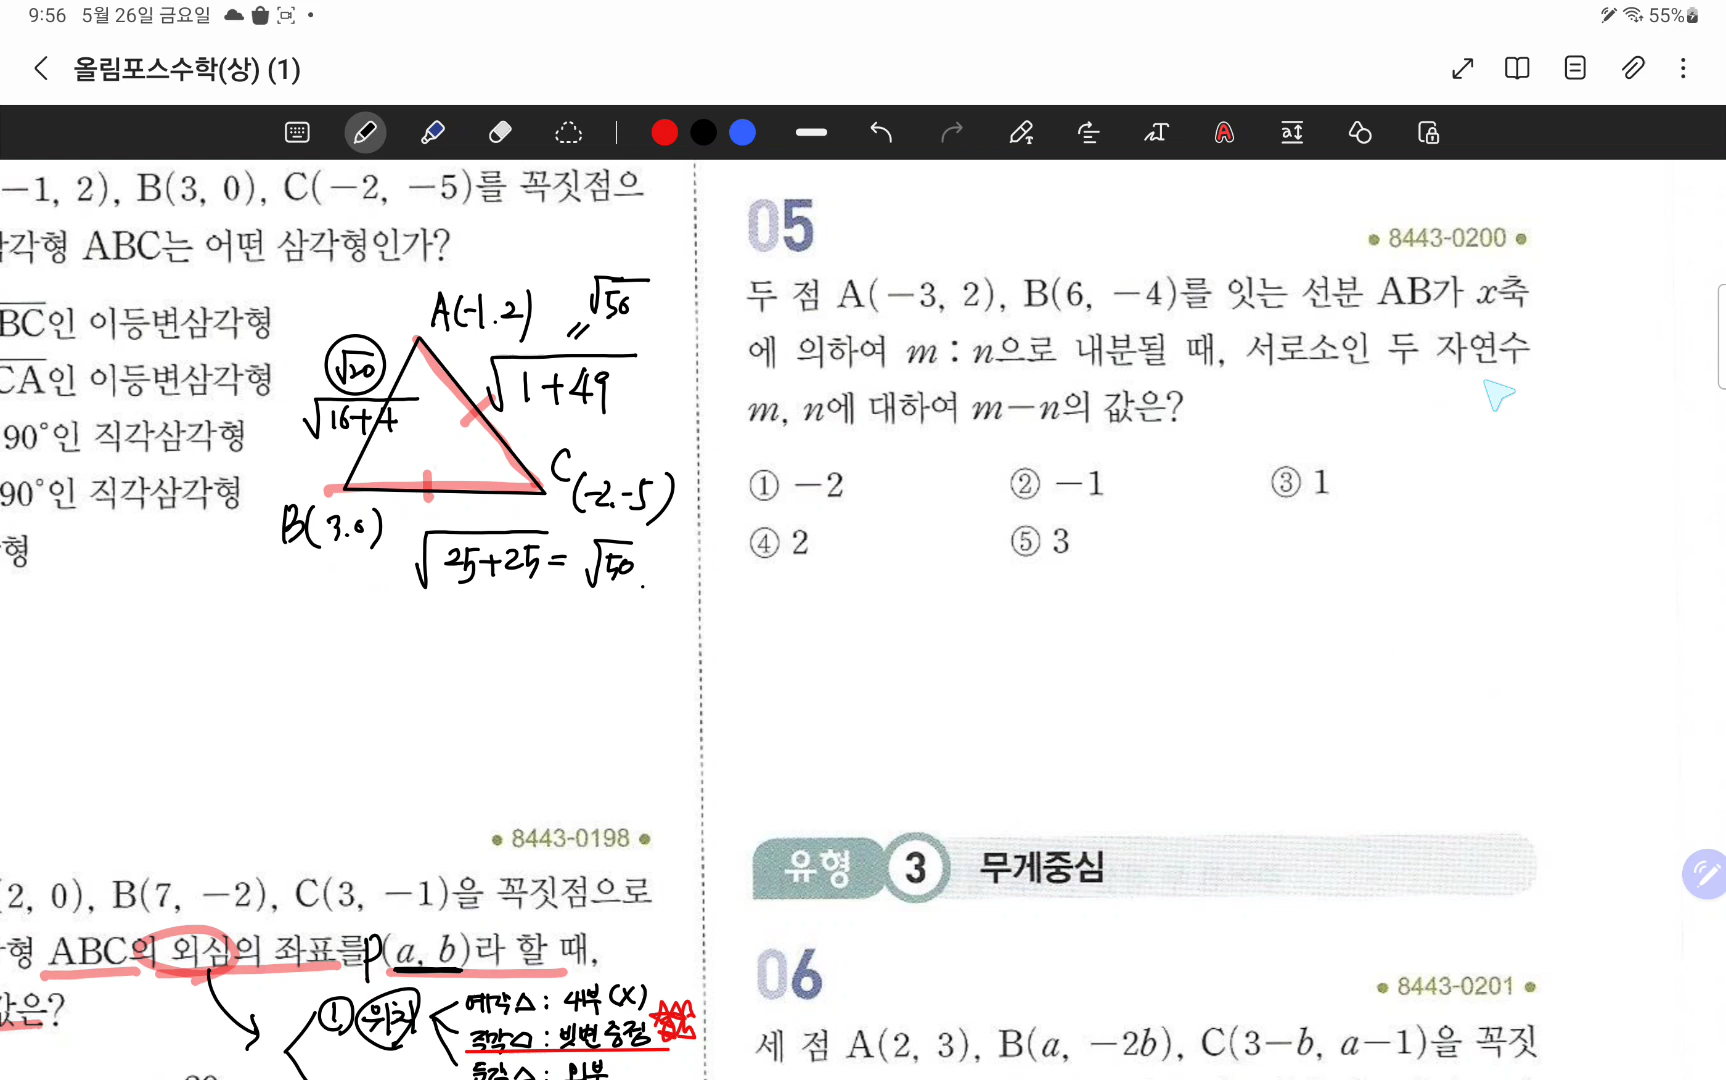 9:56 5월 26일 금요일
55%
올림포스수학(상) (1)
−1, 2), B(3, 0), C(−2, −5)를 꼭짓점으
각형 ABC는 어떤 삼각형인가?
BC인 이등변삼각형
CA인 이등변삼각형
90°인 직각삼각형
90°인 직각삼각형
형
A(-1.2)
√50
√20
√1+49
√16+4
C(-2.-5)
B(3.0)
√25+25 = √50.
8443-0198
(2, 0), B(7, −2), C(3, −1)을 꼭짓점으로
형 ABC의 외심의 좌표를 P(a, b)라 할 때,
값은?
① 위치
예각△ : 내부 (X)
직각△ : 빗변 중점
둔각△ : 외부
05
8443-0200
두 점 A(−3, 2), B(6, −4)를 잇는 선분 AB가 x축
에 의하여 m : n으로 내분될 때, 서로소인 두 자연수
m, n에 대하여 m−n의 값은?
① −2 ② −1 ③ 1
④ 2 ⑤ 3
유형 3 무게중심
06
8443-0201
세 점 A(2, 3), B(a, −2b), C(3−b, a−1)을 꼭짓